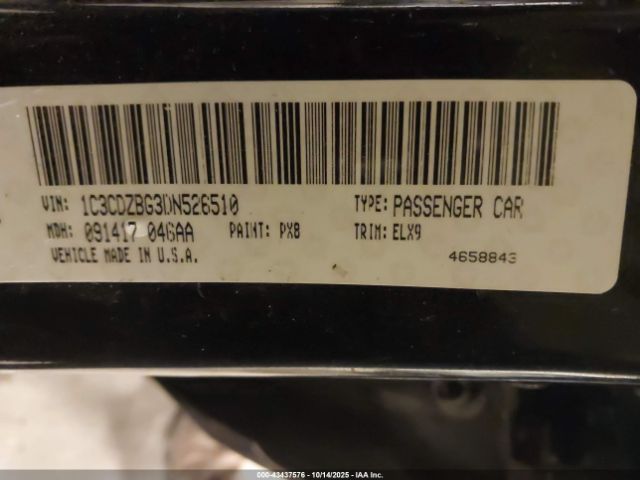 VIN: 1C3CDZBG3DN526510 TYPE: PASSENGER CAR
MDH: 091417 046AA PAINT: PX8 TRIM: ELX9
VEHICLE MADE IN U.S.A. 4658843
000-43437576 - 10/14/2025 - IAA Inc.